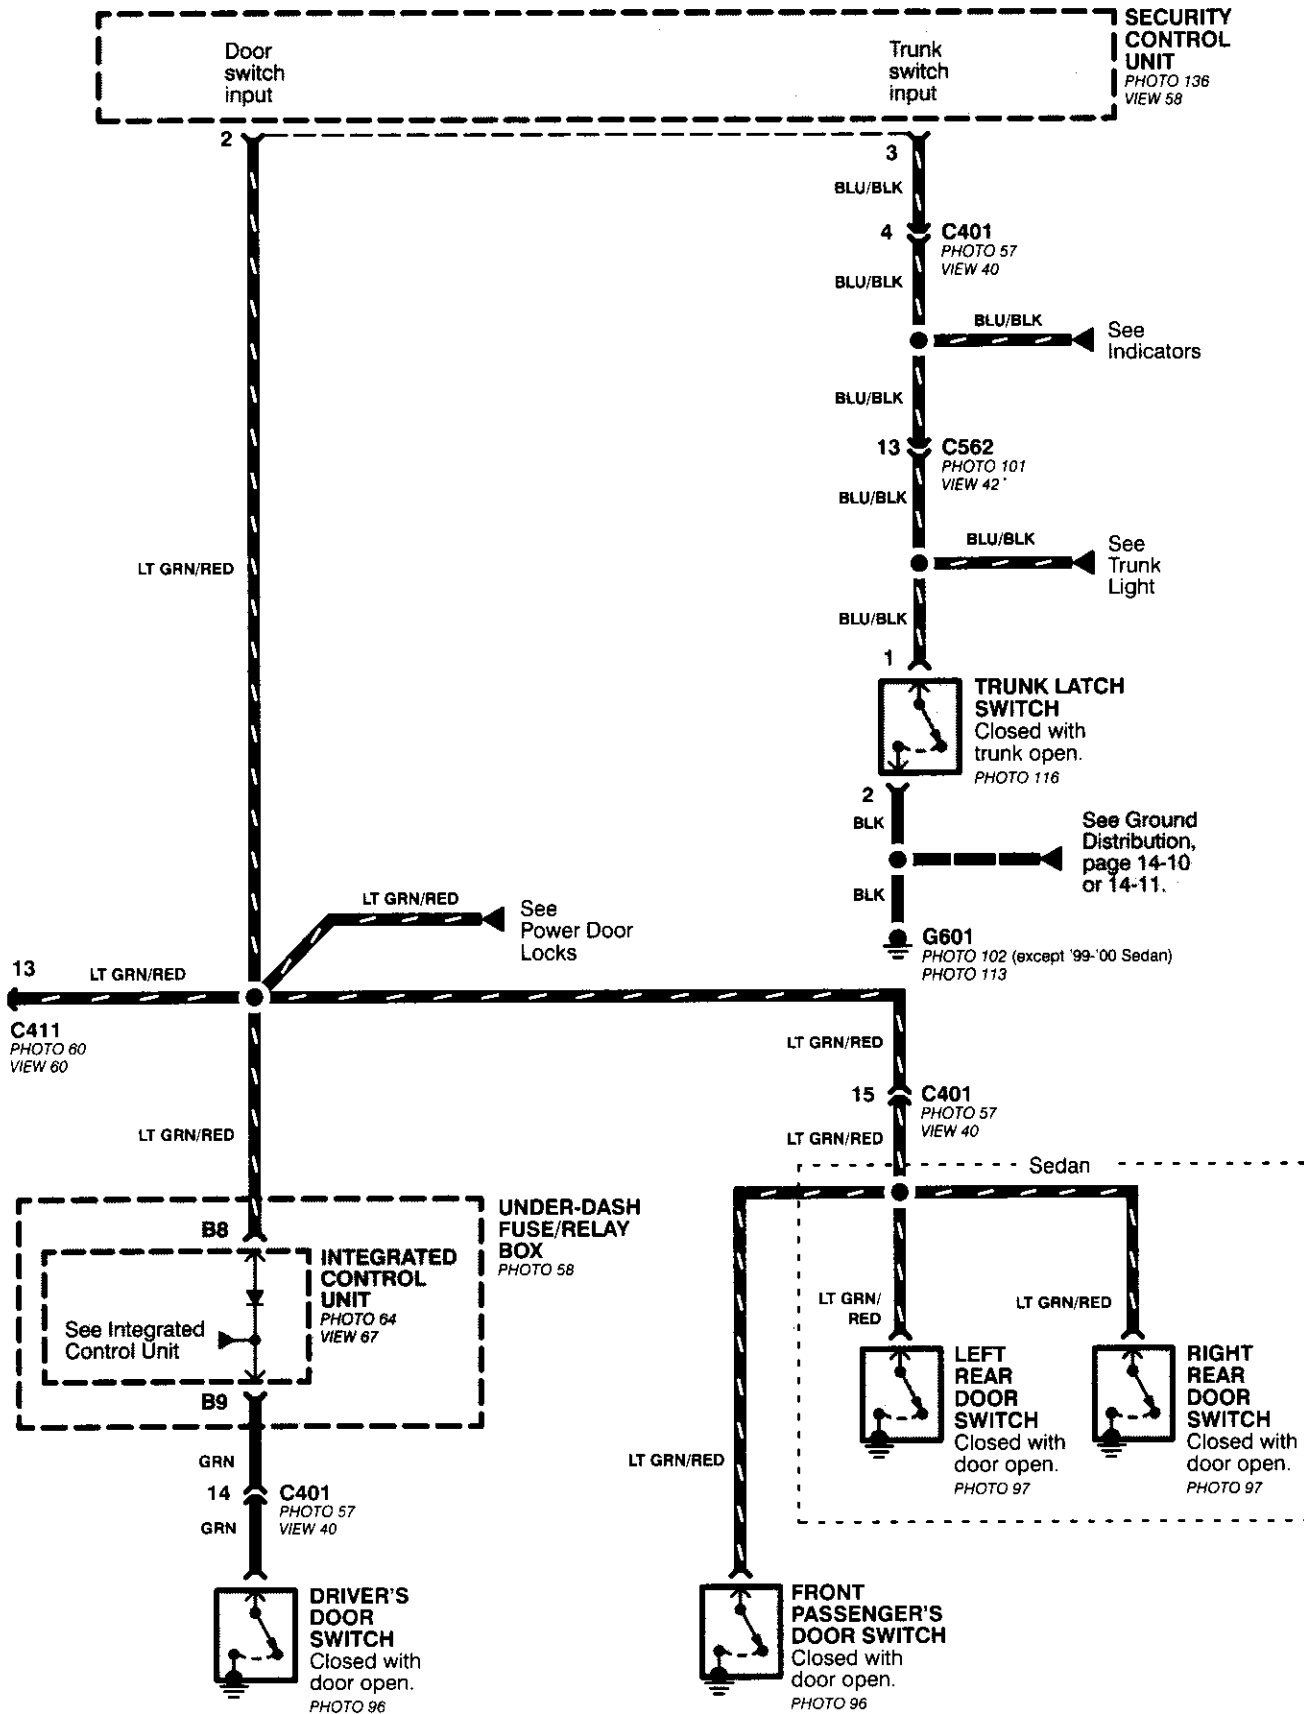 SECURITY
CONTROL
UNIT
PHOTO 136
VIEW 58
Door
switch
input
Trunk
switch
input
2
3
BLU/BLK
4
C401
PHOTO 57
VIEW 40
BLU/BLK
BLU/BLK
See
Indicators
BLU/BLK
13
C562
PHOTO 101
VIEW 42
BLU/BLK
BLU/BLK
See
Trunk
Light
LT GRN/RED
BLU/BLK
1
TRUNK LATCH
SWITCH
Closed with
trunk open.
PHOTO 116
2
BLK
See Ground
Distribution,
page 14-10
or 14-11.
BLK
G601
PHOTO 102 (except '99-'00 Sedan)
PHOTO 113
LT GRN/RED
See
Power Door
Locks
13
LT GRN/RED
C411
PHOTO 60
VIEW 60
LT GRN/RED
15
C401
PHOTO 57
VIEW 40
LT GRN/RED
LT GRN/RED
Sedan
UNDER-DASH
FUSE/RELAY
BOX
PHOTO 58
B8
INTEGRATED
CONTROL
UNIT
PHOTO 64
VIEW 67
See Integrated
Control Unit
B9
LT GRN/
RED
LT GRN/RED
LEFT
REAR
DOOR
SWITCH
Closed with
door open.
PHOTO 97
RIGHT
REAR
DOOR
SWITCH
Closed with
door open.
PHOTO 97
GRN
LT GRN/RED
14
C401
PHOTO 57
VIEW 40
GRN
DRIVER'S
DOOR
SWITCH
Closed with
door open.
PHOTO 96
FRONT
PASSENGER'S
DOOR SWITCH
Closed with
door open.
PHOTO 96